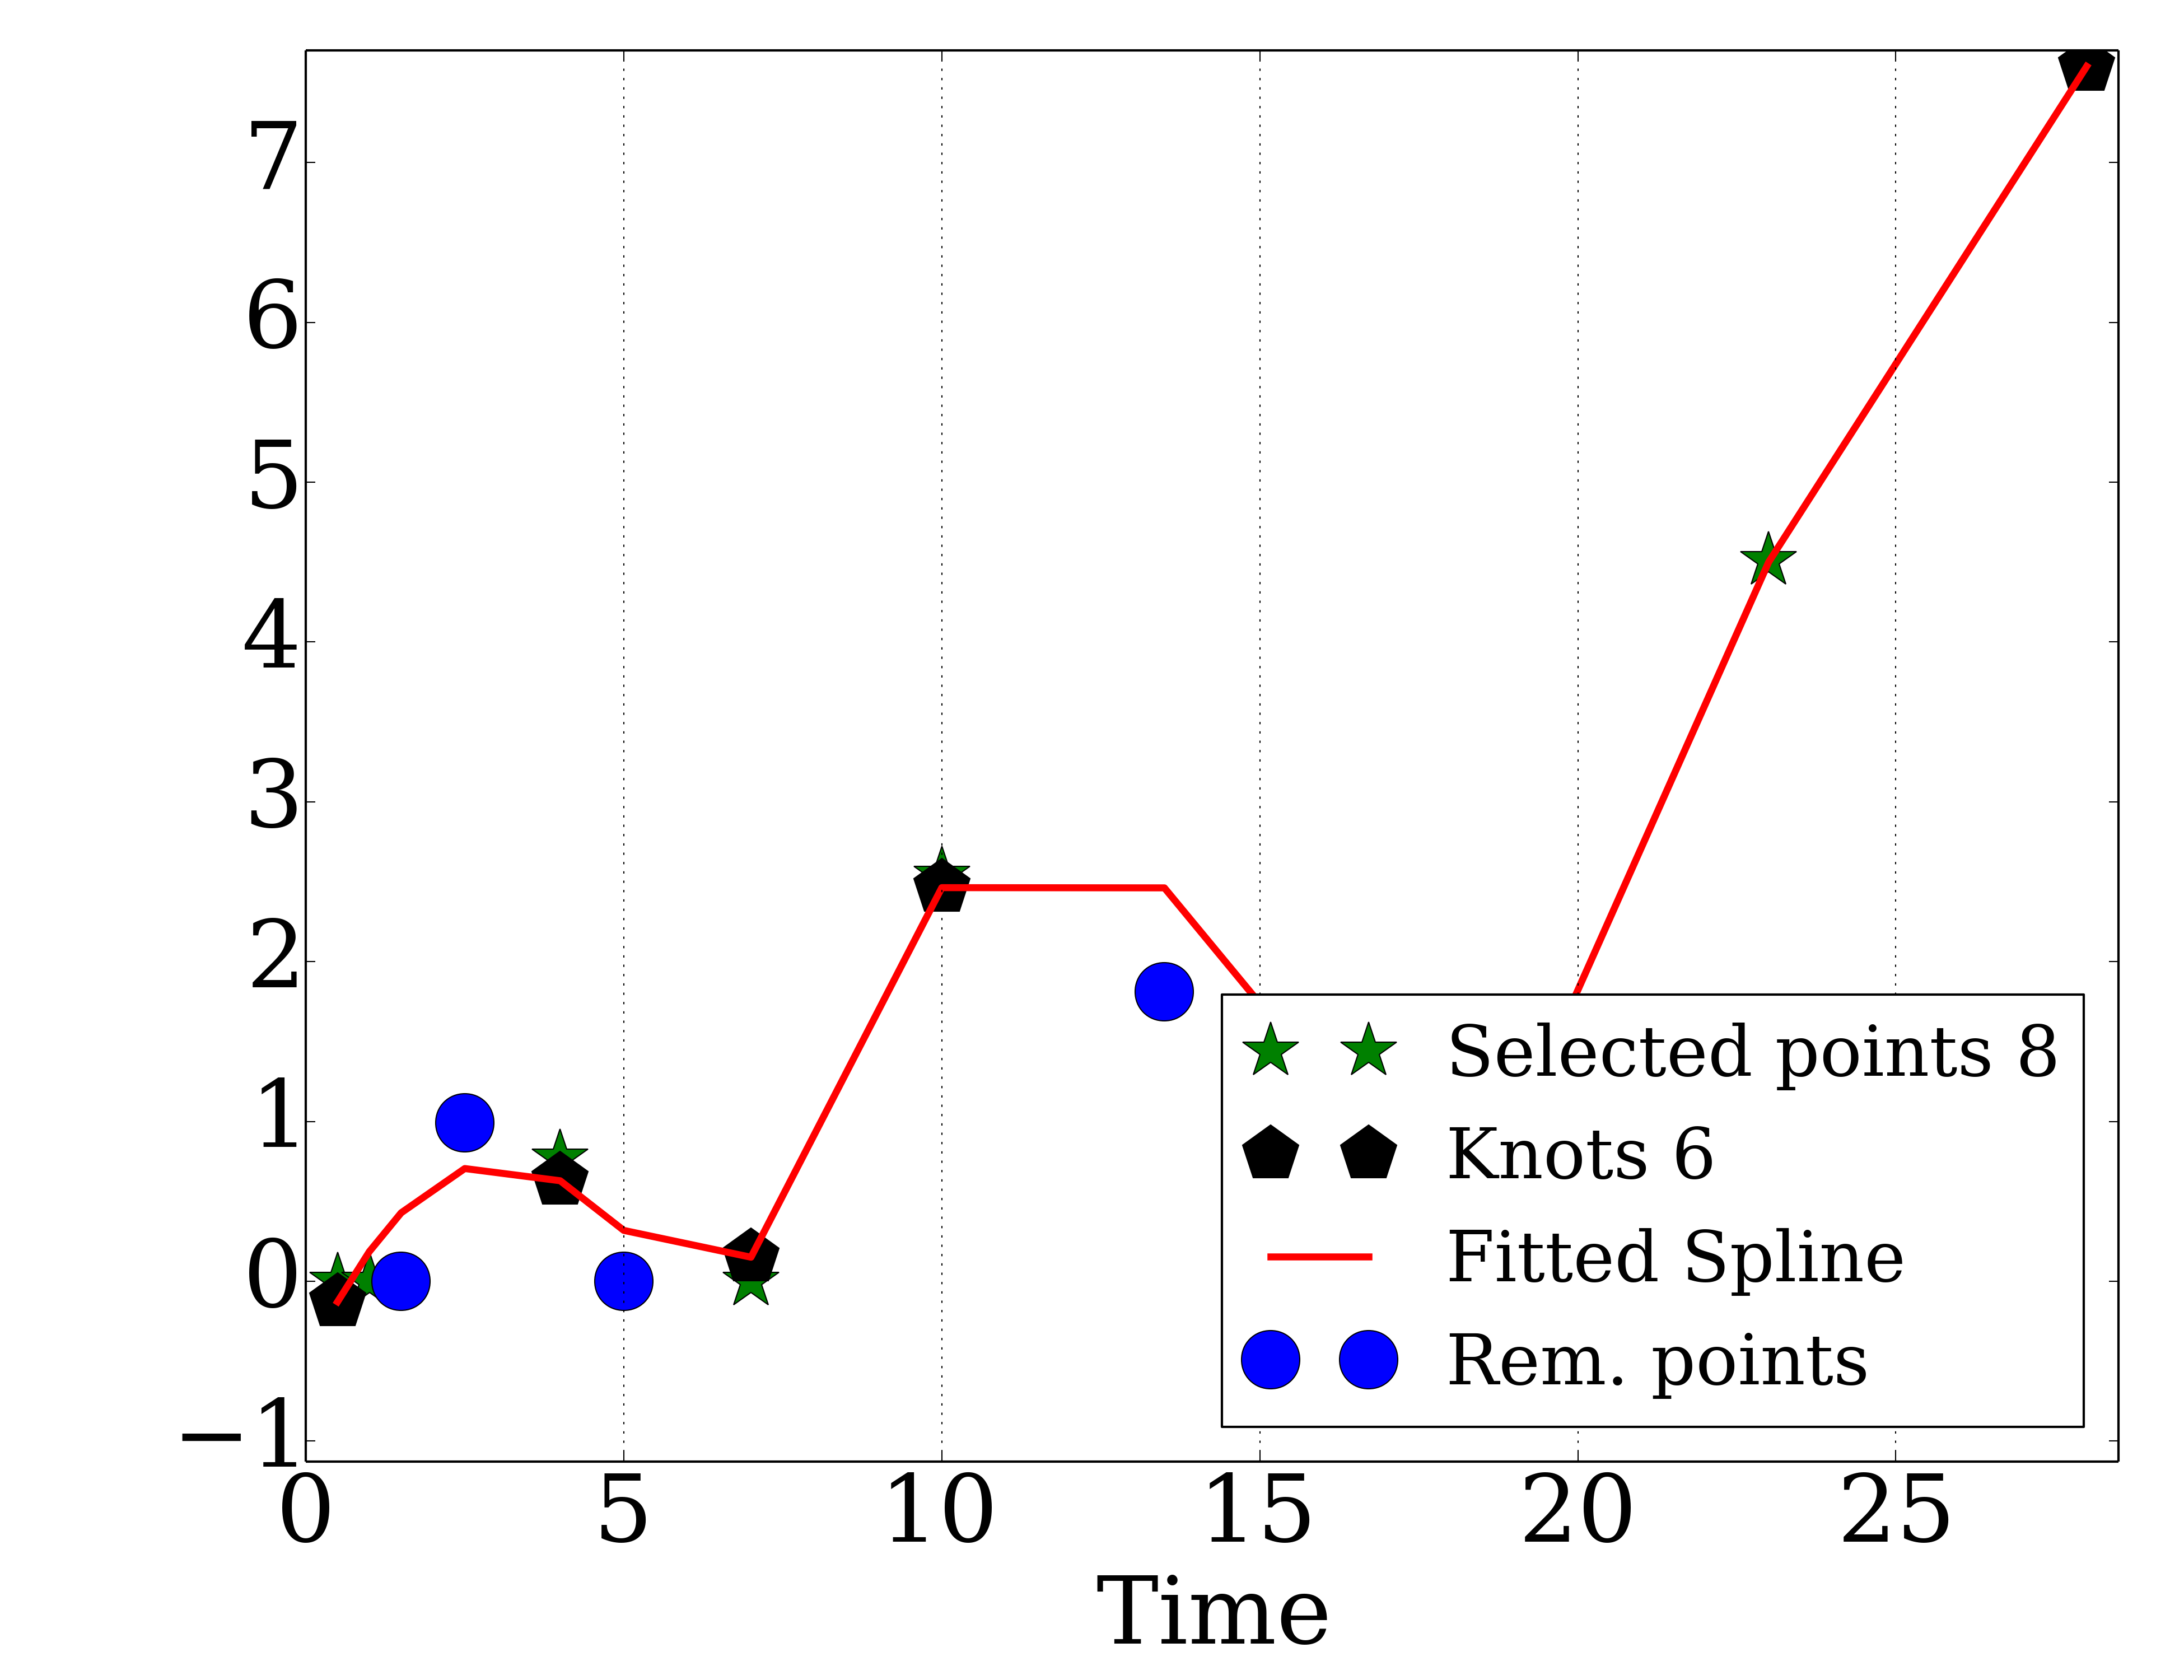 7
6
5
4
3
2
1
0
−1
Selected points 8
Knots 6
Fitted Spline
Rem. points
0 5 10 15 20 25
Time